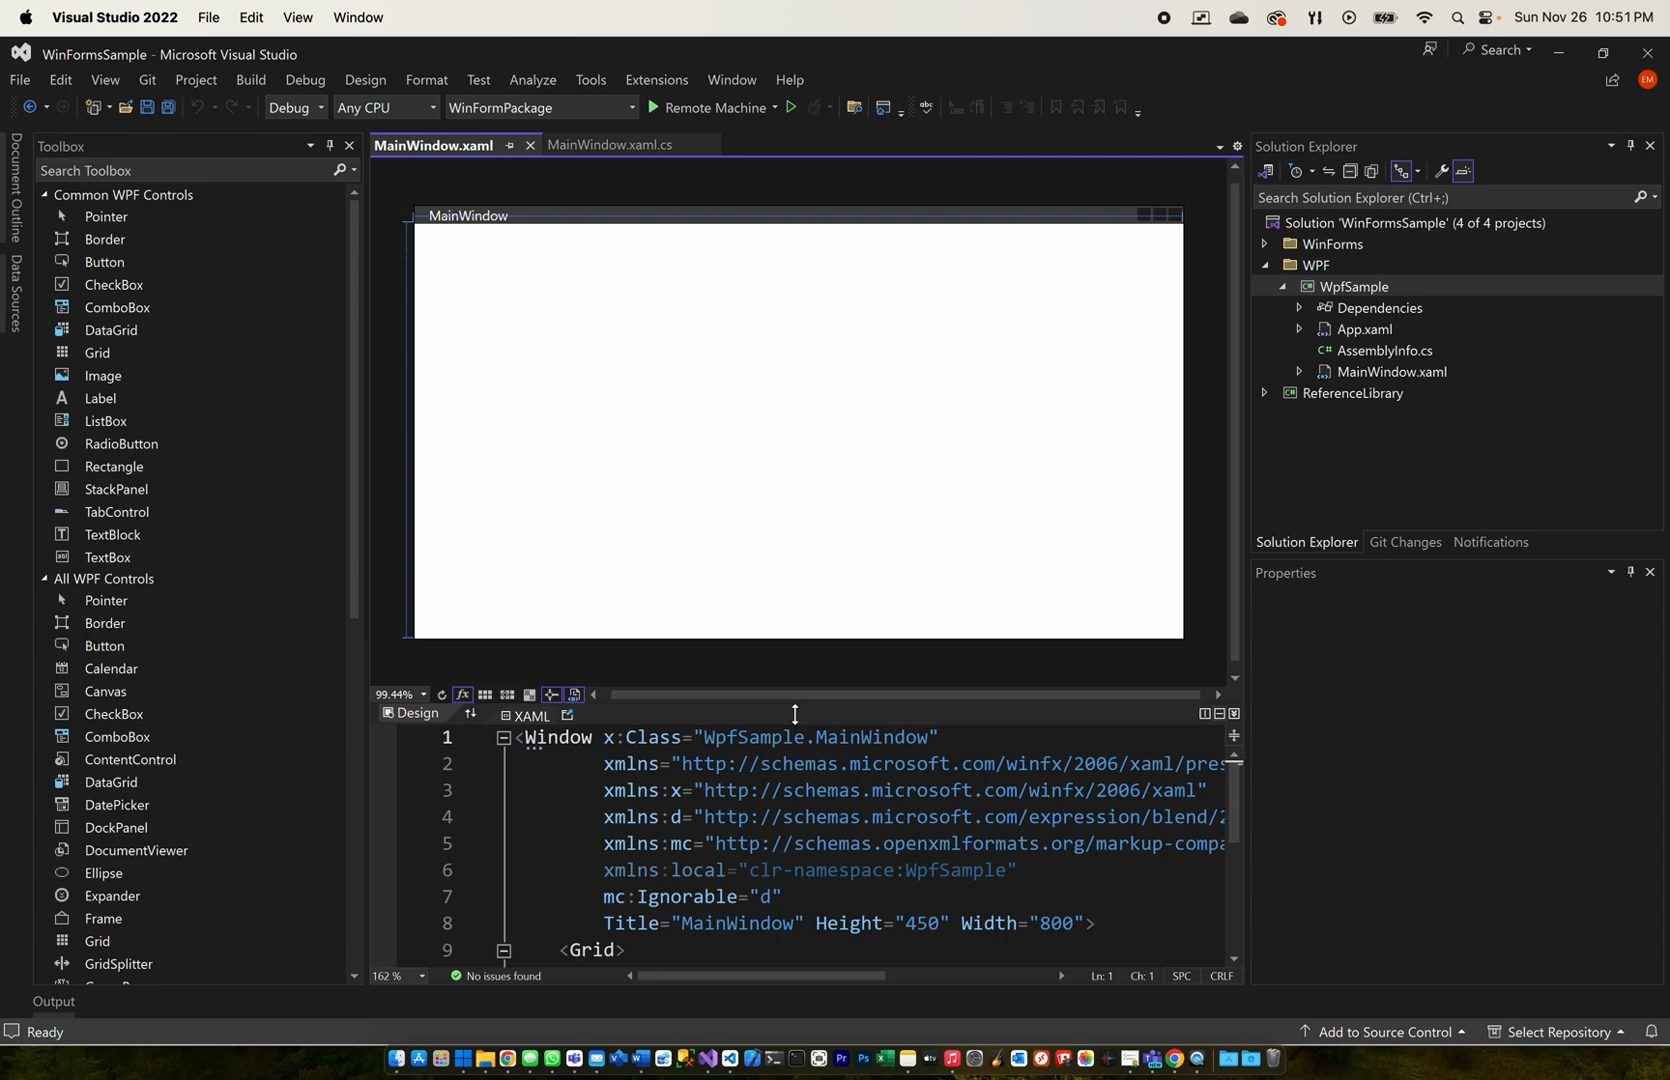 Visual Studio 2022 File Edit View Window Sun Nov 26 10:51 PM
WinFormsSample - Microsoft Visual Studio Search
File Edit View Git Project Build Debug Design Format Test Analyze Tools Extensions Window Help EM
Debug Any CPU WinFormPackage Remote Machine abc
Document Outline
Data Sources
Toolbox
Search Toolbox
Common WPF Controls
Pointer
Border
Button
CheckBox
ComboBox
DataGrid
Grid
Image
Label
ListBox
RadioButton
Rectangle
StackPanel
TabControl
TextBlock
TextBox
All WPF Controls
Pointer
Border
Button
Calendar
Canvas
CheckBox
ComboBox
ContentControl
DataGrid
DatePicker
DockPanel
DocumentViewer
Ellipse
Expander
Frame
Grid
GridSplitter
MainWindow.xaml MainWindow.xaml.cs
MainWindow
99.44% fx
Design XAML
1 <Window x:Class="WpfSample.MainWindow"
2 xmlns="http://schemas.microsoft.com/winfx/2006/xaml/pres
3 xmlns:x="http://schemas.microsoft.com/winfx/2006/xaml"
4 xmlns:d="http://schemas.microsoft.com/expression/blend/2
5 xmlns:mc="http://schemas.openxmlformats.org/markup-compa
6 xmlns:local="clr-namespace:WpfSample"
7 mc:Ignorable="d"
8 Title="MainWindow" Height="450" Width="800">
9 <Grid>
162 % No issues found Ln: 1 Ch: 1 SPC CRLF
Solution Explorer
Search Solution Explorer (Ctrl+;)
Solution 'WinFormsSample' (4 of 4 projects)
WinForms
WPF
WpfSample
Dependencies
App.xaml
C# AssemblyInfo.cs
MainWindow.xaml
ReferenceLibrary
Solution Explorer Git Changes Notifications
Properties
Output
Ready Add to Source Control Select Repository